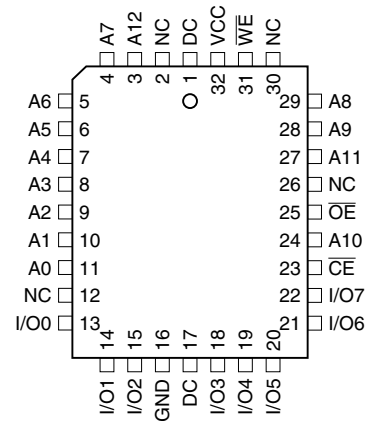 A7 A12 NC DC VCC W̅E̅ NC
4 3 2 1 32 31 30
A6 5 29 A8
A5 6 28 A9
A4 7 27 A11
A3 8 26 NC
A2 9 25 O̅E̅
A1 10 24 A10
A0 11 23 C̅E̅
NC 12 22 I/O7
I/O0 13 21 I/O6
14 15 16 17 18 19 20
I/O1 I/O2 GND DC I/O3 I/O4 I/O5